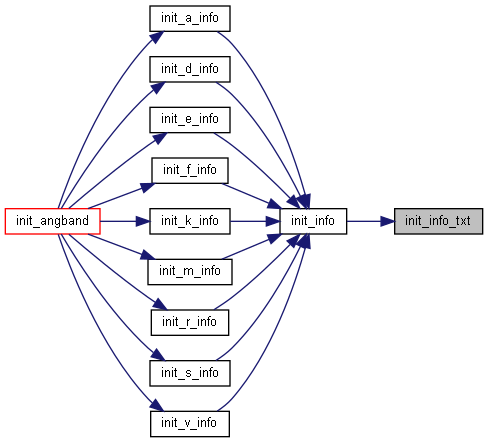 init_a_info
init_d_info
init_e_info
init_f_info
init_angband
init_k_info
init_info
init_info_txt
init_m_info
init_r_info
init_s_info
init_v_info